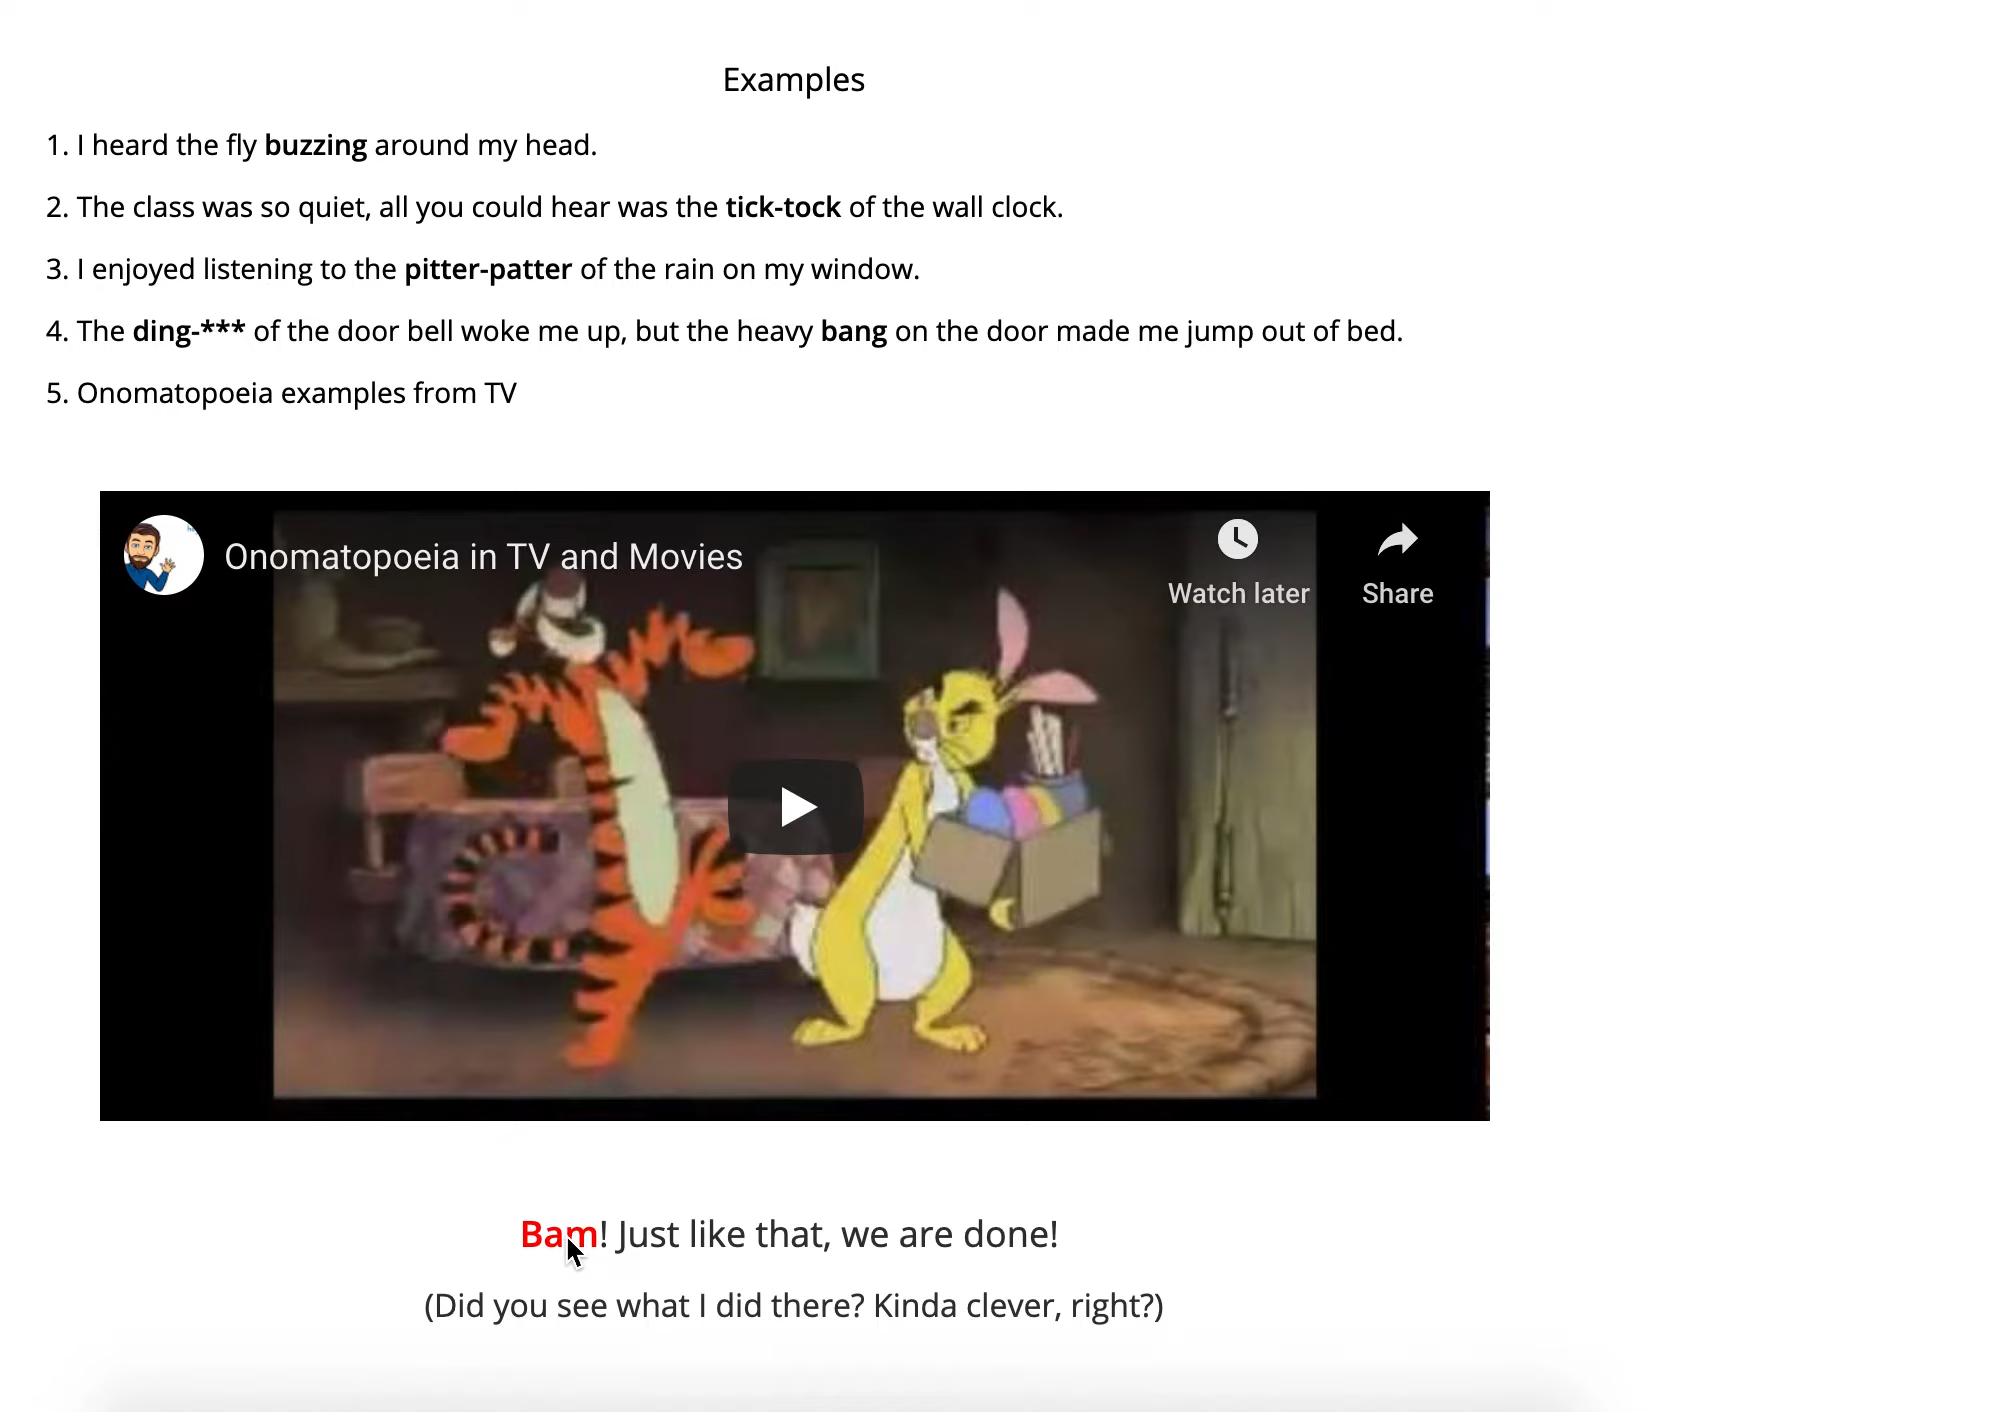 Examples
1. I heard the fly buzzing around my head.
2. The class was so quiet, all you could hear was the tick-tock of the wall clock.
3. I enjoyed listening to the pitter-patter of the rain on my window.
4. The ding-*** of the door bell woke me up, but the heavy bang on the door made me jump out of bed.
5. Onomatopoeia examples from TV
Onomatopoeia in TV and Movies
Watch later
Share
Bam! Just like that, we are done!
(Did you see what I did there? Kinda clever, right?)